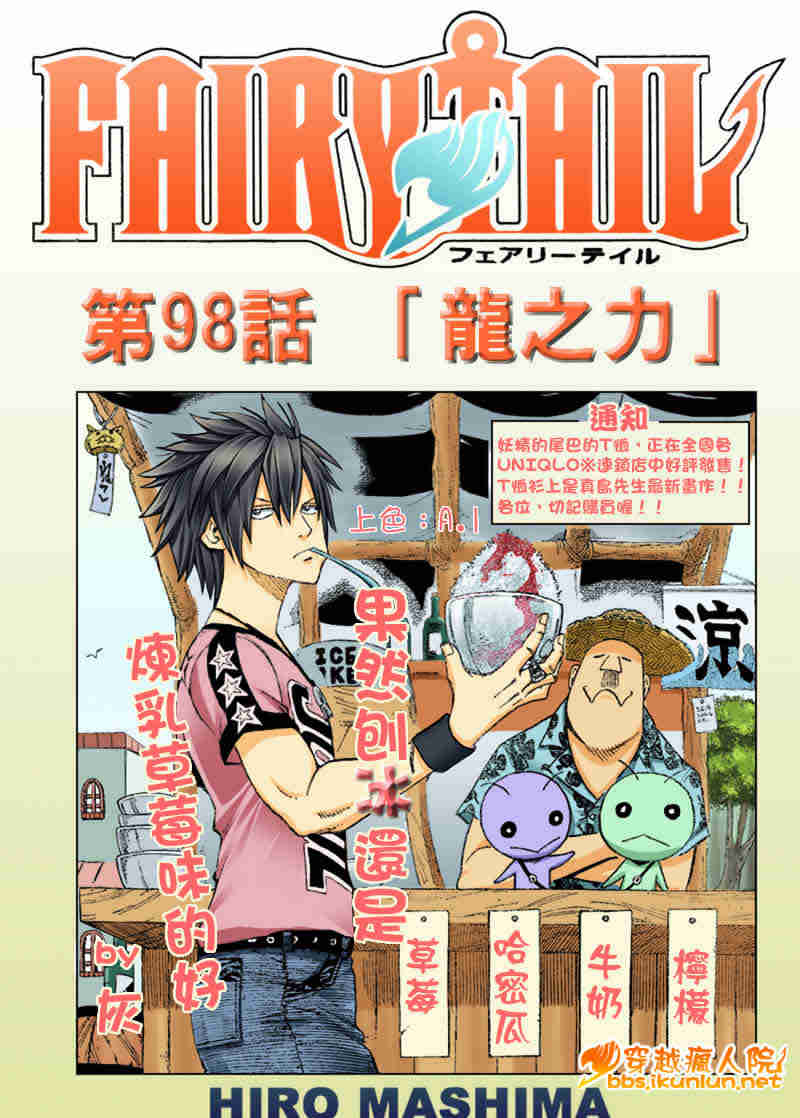 FAIRY TAIL
フェアリーテイル
第98話 「龍之力」
通知
妖精的尾巴的T恤，正在全國各
UNIQLO※連鎖店中好評發售！
T恤衫上是真島先生最新畫作！！
各位，切記購買喔！！
上色：A.I
果然刨冰還是
煉乳草莓味的好
by 灰
ICE
涼
草莓
哈密瓜
牛奶
檸檬
穿越瘋人院
bbs.ikunlun.net
HIRO MASHIMA